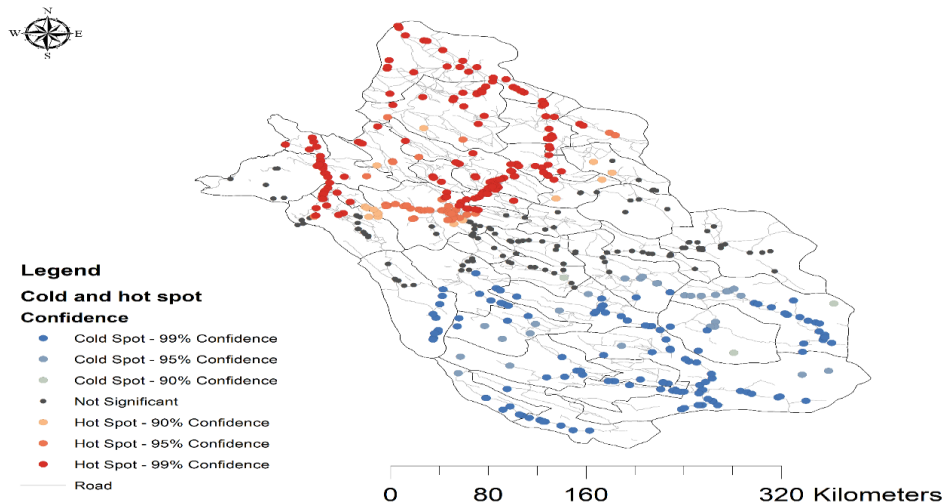 N
W E
S
Legend
Cold and hot spot
Confidence
Cold Spot - 99% Confidence
Cold Spot - 95% Confidence
Cold Spot - 90% Confidence
Not Significant
Hot Spot - 90% Confidence
Hot Spot - 95% Confidence
Hot Spot - 99% Confidence
Road
0 80 160 320 Kilometers